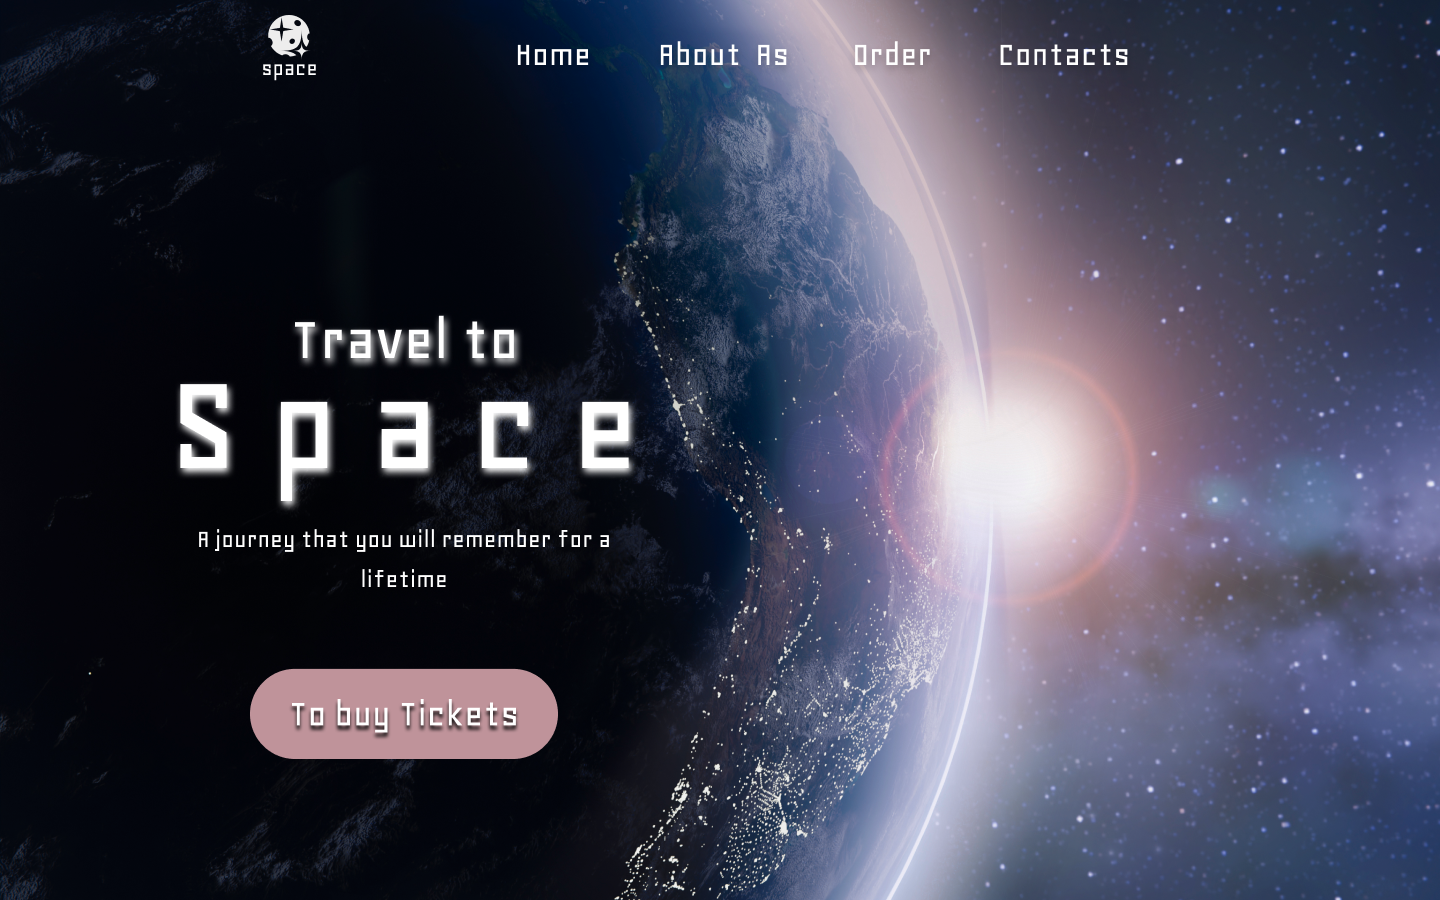 space
Home
About As
Order
Contacts
Travel to
Space
A journey that you will remember for a
lifetime
To buy Tickets